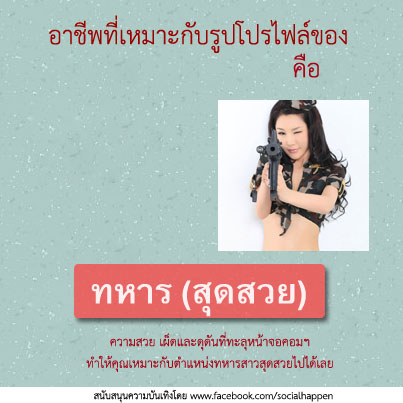 อาชีพที่เหมาะกับรูปโปรไฟล์ของ
คือ
ทหาร (สุดสวย)
ความสวย เผ็ดและดุดันที่ทะลุหน้าจอคอมฯ
ทำให้คุณเหมาะกับตำแหน่งทหารสาวสุดสวยไปได้เลย
สนับสนุนความบันเทิงโดย www.facebook.com/socialhappen